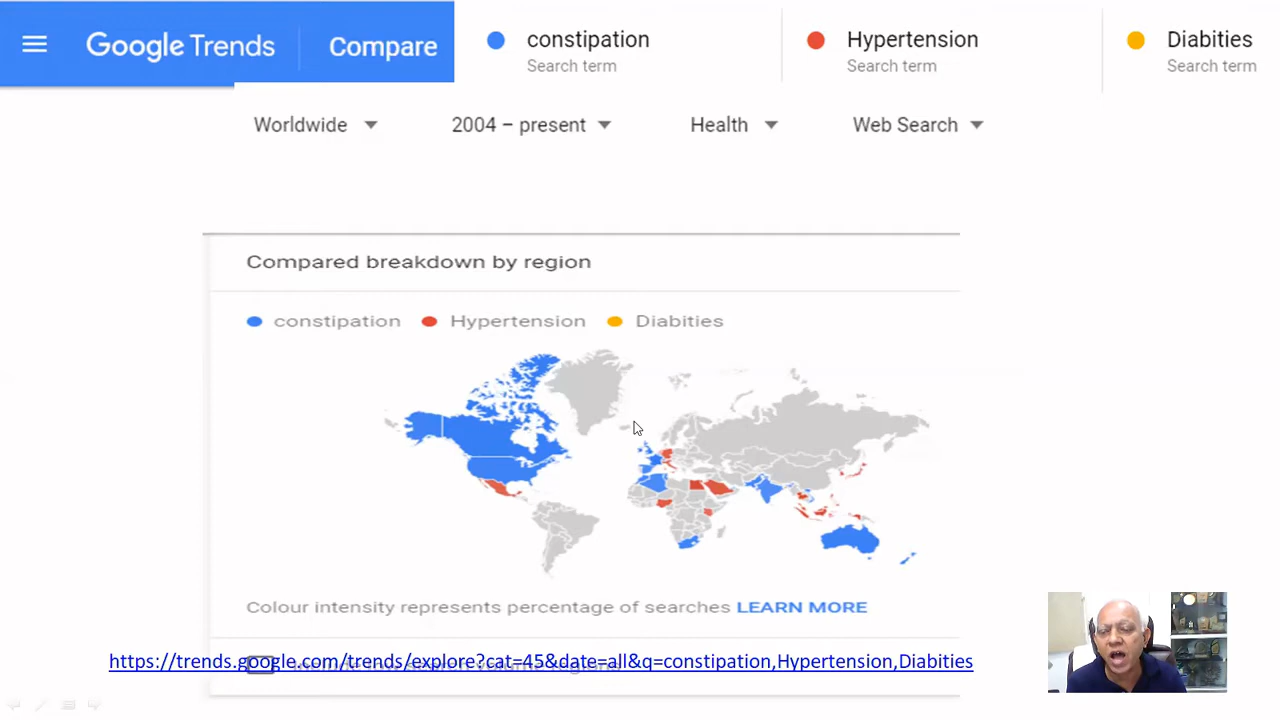 Google Trends
Compare
constipation
Search term
Hypertension
Search term
Diabities
Search term
Worldwide
2004 – present
Health
Web Search
Compared breakdown by region
constipation
Hypertension
Diabities
Colour intensity represents percentage of searches LEARN MORE
https://trends.google.com/trends/explore?cat=45&date=all&q=constipation,Hypertension,Diabities